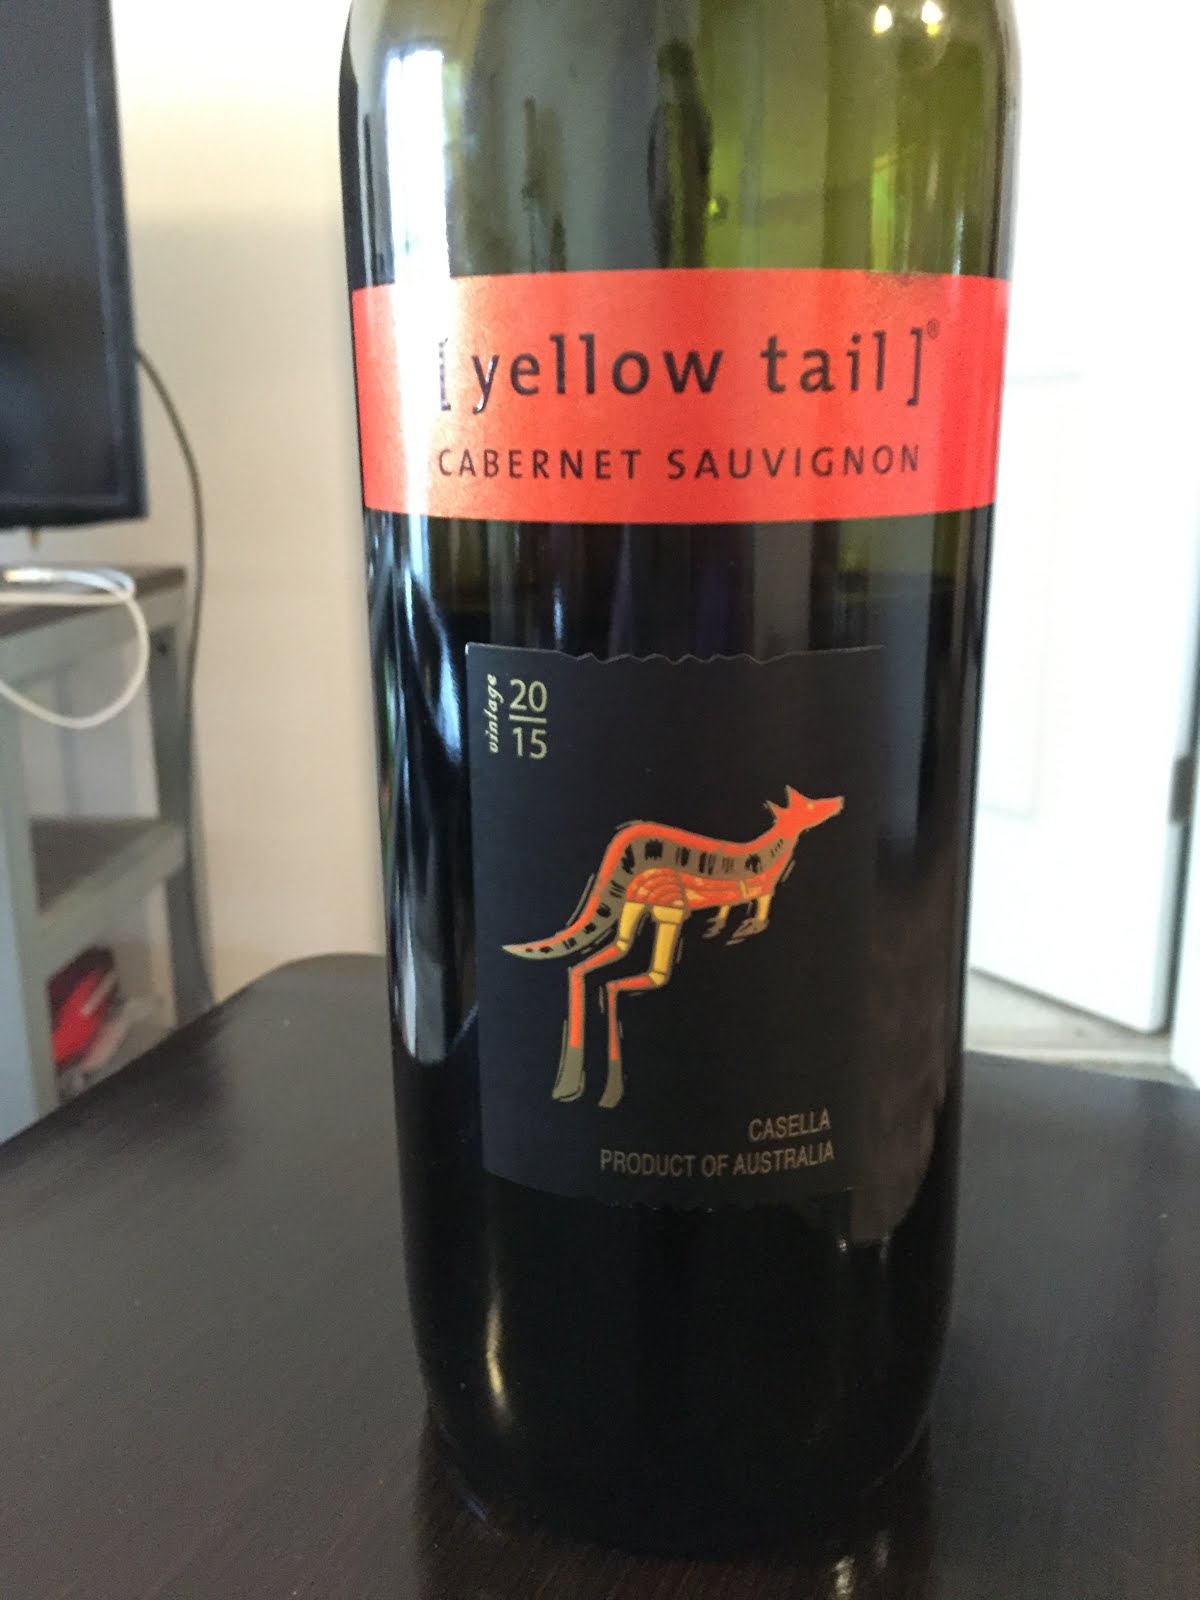 [ yellow tail ]®
CABERNET SAUVIGNON
vintage
20
15
CASELLA
PRODUCT OF AUSTRALIA